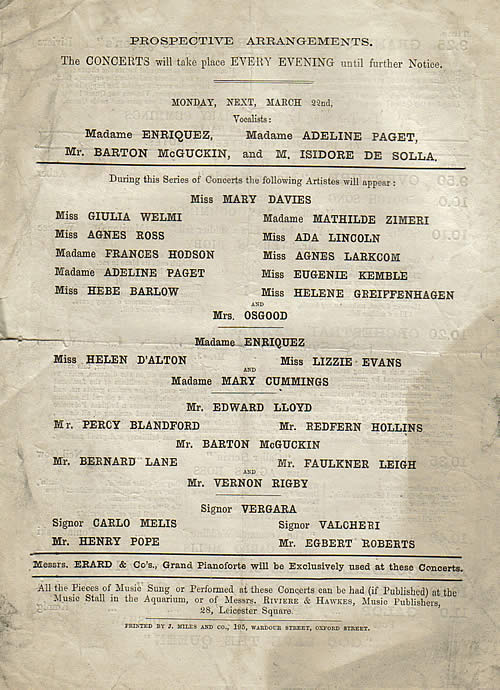 PROSPECTIVE ARRANGEMENTS.
The CONCERTS will take place EVERY EVENING until further Notice.
MONDAY, NEXT, MARCH 22nd,
Vocalists:
Madame ENRIQUEZ, Madame ADELINE PAGET,
Mr. BARTON McGUCKIN, and M. ISIDORE DE SOLLA.
During this Series of Concerts the following Artistes will appear:
Miss MARY DAVIES
Miss GIULIA WELMI Madame MATHILDE ZIMERI
Miss AGNES ROSS Miss ADA LINCOLN
Madame FRANCES HODSON Miss AGNES LARKCOM
Madame ADELINE PAGET Miss EUGENIE KEMBLE
Miss HEBE BARLOW Miss HELENE GREIFFENHAGEN
AND
Mrs. OSGOOD
Madame ENRIQUEZ
Miss HELEN D'ALTON Miss LIZZIE EVANS
AND
Madame MARY CUMMINGS
Mr. EDWARD LLOYD
Mr. PERCY BLANDFORD Mr. REDFERN HOLLINS
Mr. BARTON McGUCKIN
Mr. BERNARD LANE Mr. FAULKNER LEIGH
AND
Mr. VERNON RIGBY
Signor VERGARA
Signor CARLO MELIS Signor VALCHERI
Mr. HENRY POPE Mr. EGBERT ROBERTS
Messrs. ERARD & Co's., Grand Pianoforte will be Exclusively used at these Concerts.
All the Pieces of Music Sung or Performed at these Concerts can be had (if Published) at the
Music Stall in the Aquarium, or of Messrs. RIVIERE & HAWKES, Music Publishers,
28, Leicester Square.
PRINTED BY J. MILES AND CO., 195, WARDOUR STREET, OXFORD STREET.